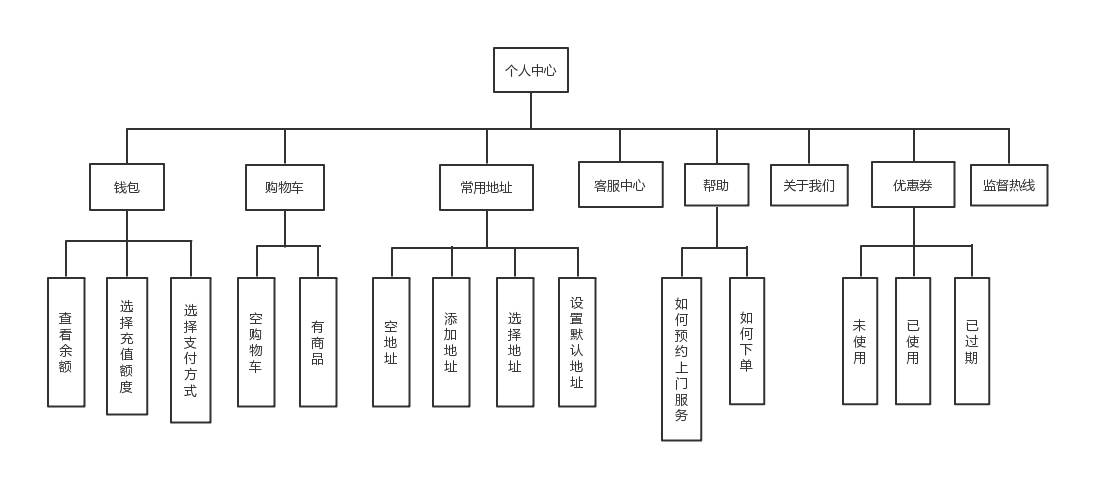 个人中心
钱包
购物车
常用地址
客服中心
帮助
关于我们
优惠券
监督热线
查看余额
选择充值额度
选择支付方式
空购物车
有商品
空地址
添加地址
选择地址
设置默认地址
如何预约上门服务
如何下单
未使用
已使用
已过期